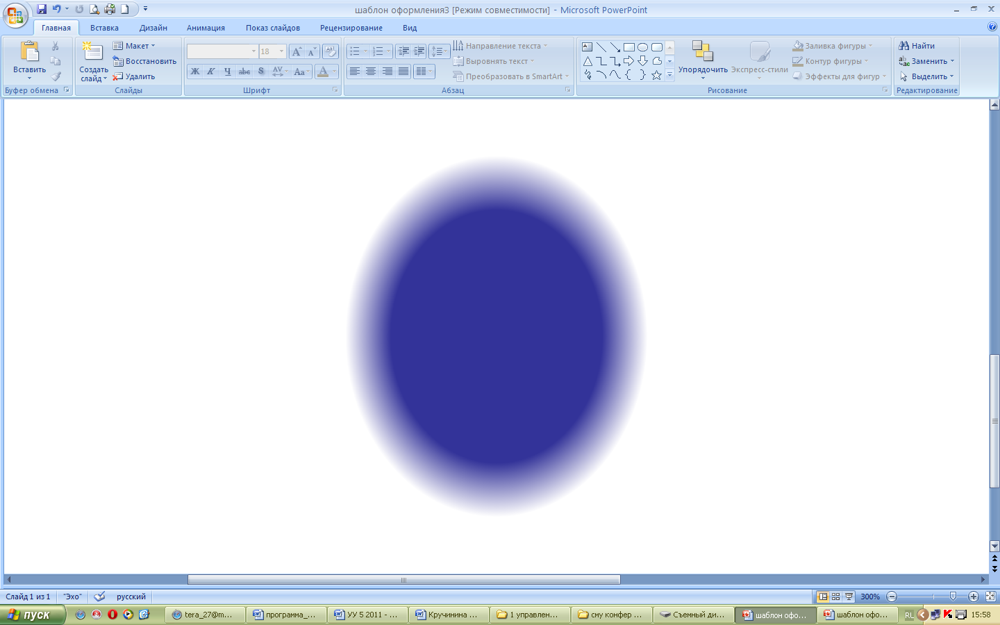 шаблон оформления3 [Режим совместимости] - Microsoft PowerPoint
Главная Вставка Дизайн Анимация Показ слайдов Рецензирование Вид
Вставить
Буфер обмена
Создать слайд
Макет
Восстановить
Удалить
Слайды
18
Ж К Ч abc S AV Aa А
Шрифт
Направление текста
Выровнять текст
Преобразовать в SmartArt
Абзац
Упорядочить
Экспресс-стили
Заливка фигуры
Контур фигуры
Эффекты для фигур
Рисование
Найти
Заменить
Выделить
Редактирование
Слайд 1 из 1 "Эхо" русский 300%
пуск tera_27@m... программа_... УУ 5 2011 - ... Кручинина ... 1 управлен... сму конфер ... Съемный ди... шаблон офо... шаблон офо... RL 15:58